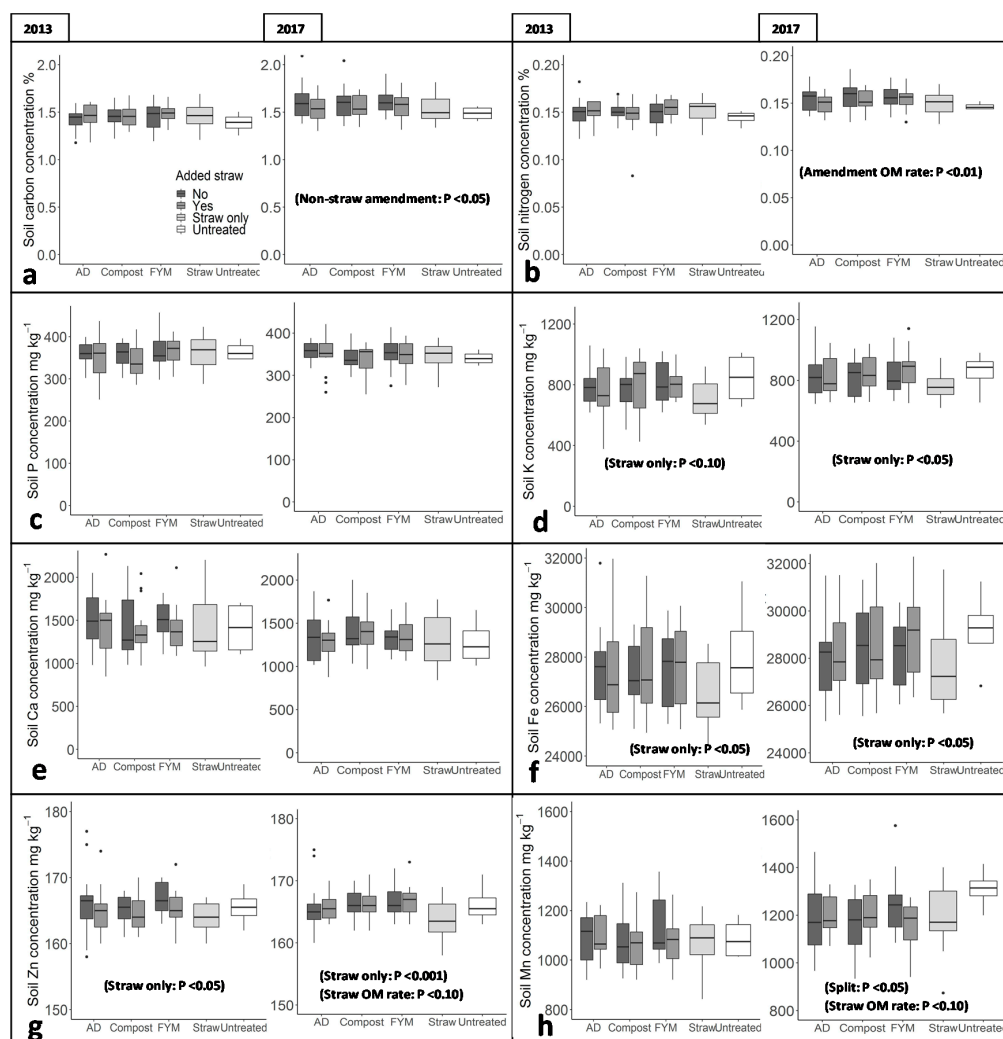 2013
2017
2013
2017
Soil carbon concentration %
2.0
1.5
1.0
0.5
0.0
Added straw
No
Yes
Straw only
Untreated
AD Compost FYM Straw Untreated
a
2.0
1.5
1.0
0.5
0.0
(Non-straw amendment: P <0.05)
AD Compost FYM Straw Untreated
Soil nitrogen concentration %
0.20
0.15
0.10
0.05
0.00
AD Compost FYM Straw Untreated
b
0.20
0.15
0.10
0.05
0.00
(Amendment OM rate: P <0.01)
AD Compost FYM Straw Untreated
Soil P concentration mg kg⁻¹
400
300
200
100
0
AD Compost FYM Straw Untreated
c
400
300
200
100
0
AD Compost FYM Straw Untreated
Soil K concentration mg kg⁻¹
1200
800
400
0
(Straw only: P <0.10)
AD Compost FYM Straw Untreated
d
1200
800
400
0
(Straw only: P <0.05)
AD Compost FYM Straw Untreated
Soil Ca concentration mg kg⁻¹
2000
1500
1000
500
0
AD Compost FYM Straw Untreated
e
2000
1500
1000
500
0
AD Compost FYM Straw Untreated
Soil Fe concentration mg kg⁻¹
32000
30000
28000
26000
24000
(Straw only: P <0.05)
AD Compost FYM Straw Untreated
f
32000
30000
28000
26000
24000
(Straw only: P <0.05)
AD Compost FYM Straw Untreated
Soil Zn concentration mg kg⁻¹
180
170
160
150
(Straw only: P <0.05)
AD Compost FYM Straw Untreated
g
180
170
160
150
(Straw only: P <0.001)
(Straw OM rate: P <0.10)
AD Compost FYM Straw Untreated
Soil Mn concentration mg kg⁻¹
1600
1400
1200
1000
800
AD Compost FYM Straw Untreated
h
1600
1400
1200
1000
800
(Split: P <0.05)
(Straw OM rate: P <0.10)
AD Compost FYM Straw Untreated